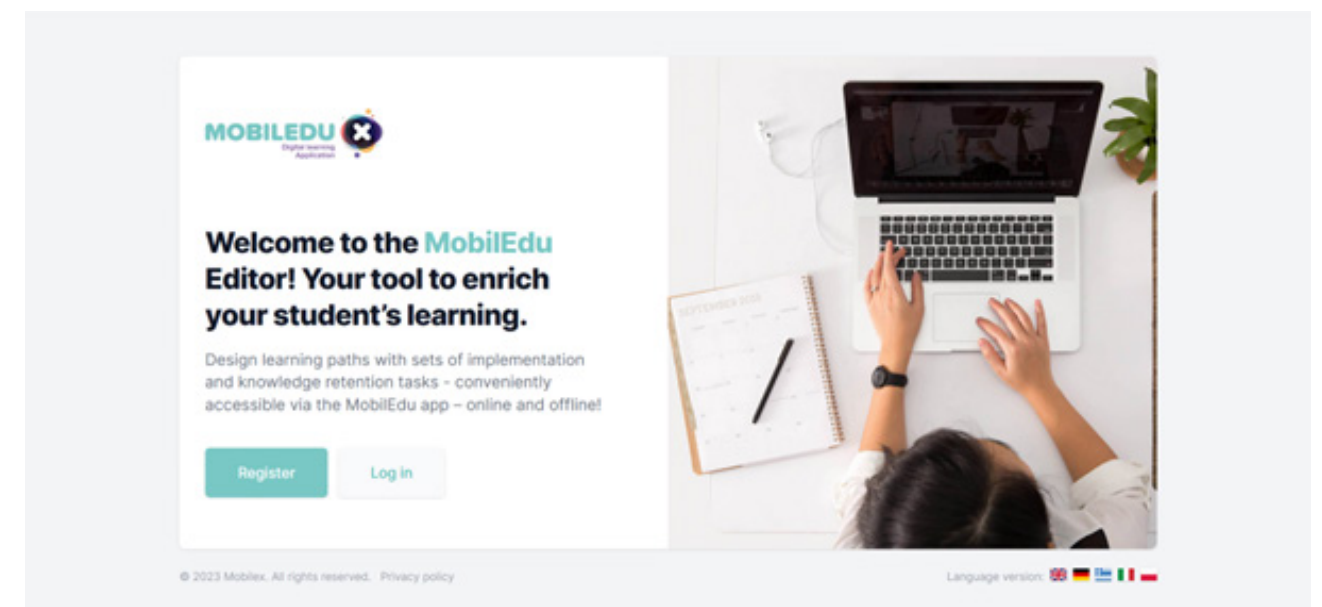 MOBILEDU X
Digital learning
Application
Welcome to the MobilEdu
Editor! Your tool to enrich
your student's learning.
Design learning paths with sets of implementation
and knowledge retention tasks - conveniently
accessible via the MobilEdu app – online and offline!
Register
Log in
SEPTEMBER 2020
© 2023 Mobilex. All rights reserved. Privacy policy
Language version: